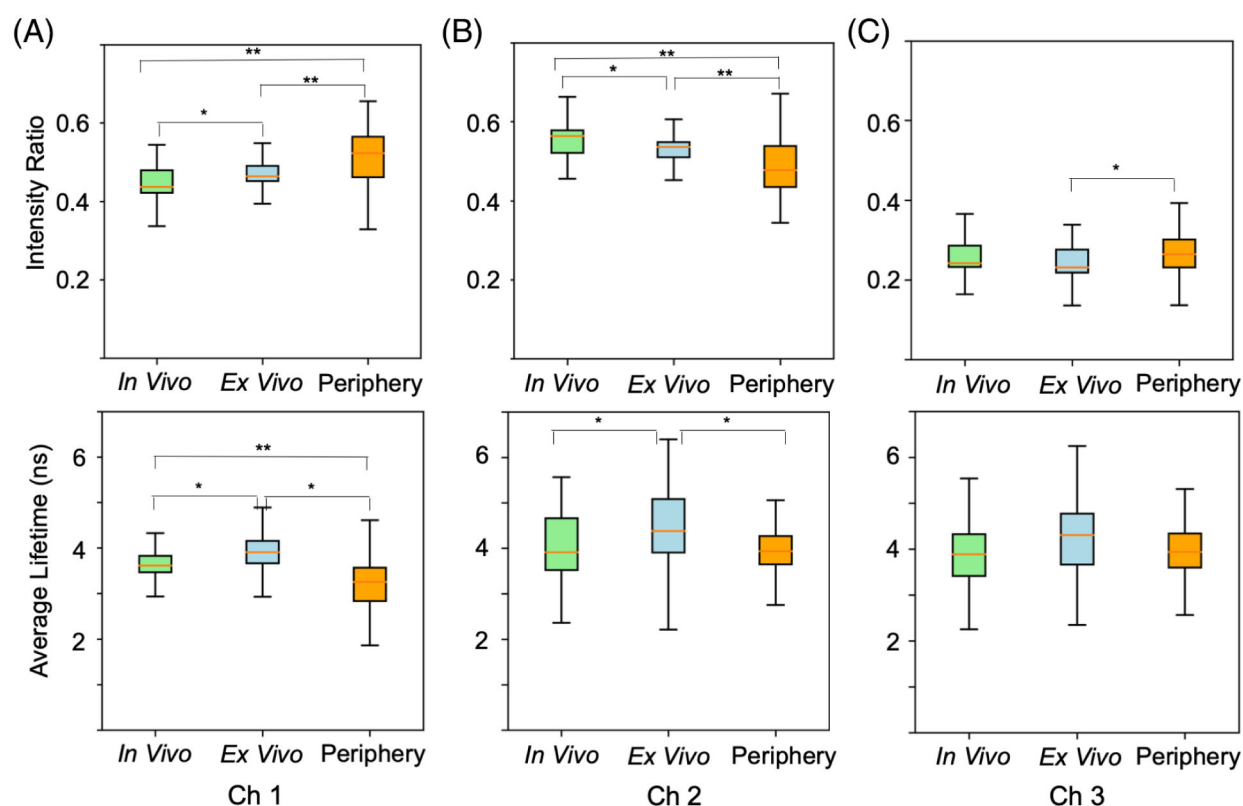 (A) (B) (C)
** ** 
** * ** *
*
0.6 0.6 0.6
Intensity Ratio
0.4 0.4 0.4
0.2 0.2 0.2
In Vivo Ex Vivo Periphery In Vivo Ex Vivo Periphery In Vivo Ex Vivo Periphery
* *
6 6 6
**
* *
Average Lifetime (ns)
4 4 4
2 2 2
In Vivo Ex Vivo Periphery In Vivo Ex Vivo Periphery In Vivo Ex Vivo Periphery
Ch 1 Ch 2 Ch 3